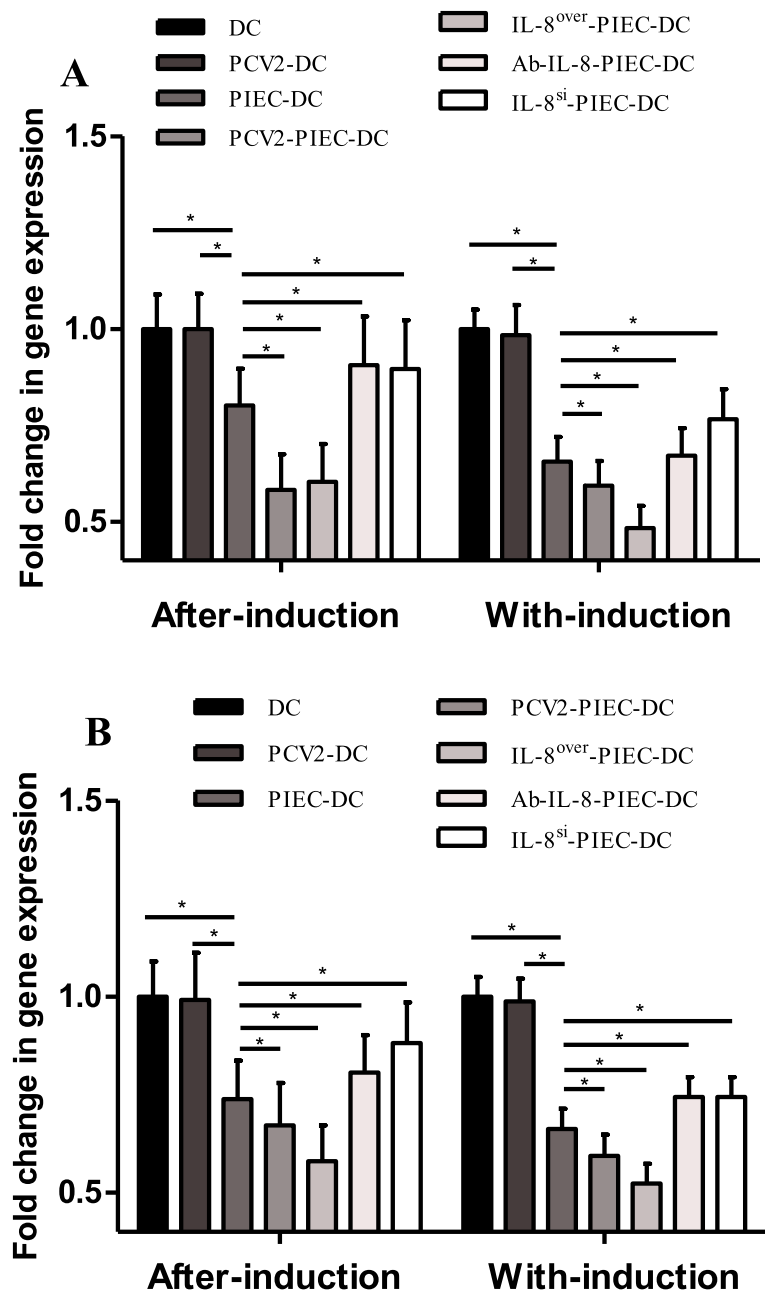 A
DC
PCV2-DC
PIEC-DC
PCV2-PIEC-DC
IL-8over-PIEC-DC
Ab-IL-8-PIEC-DC
IL-8si-PIEC-DC
Fold change in gene expression
1.5
1.0
0.5
* * * * * *
* * * * * *
After-induction
With-induction
B
DC
PCV2-DC
PIEC-DC
PCV2-PIEC-DC
IL-8over-PIEC-DC
Ab-IL-8-PIEC-DC
IL-8si-PIEC-DC
Fold change in gene expression
1.5
1.0
0.5
* * * * * *
* * * * * *
After-induction
With-induction